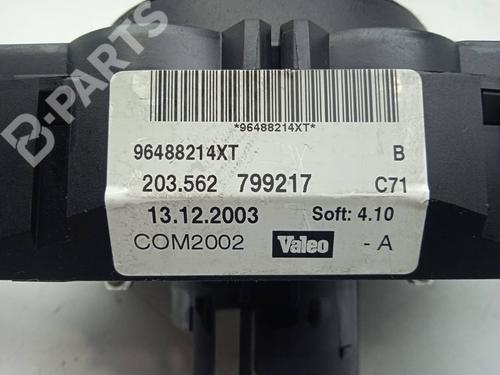 B-PARTS
*96488214XT*
96488214XT B
203.562 799217 C71
13.12.2003 Soft: 4.10
COM2002 Valeo - A